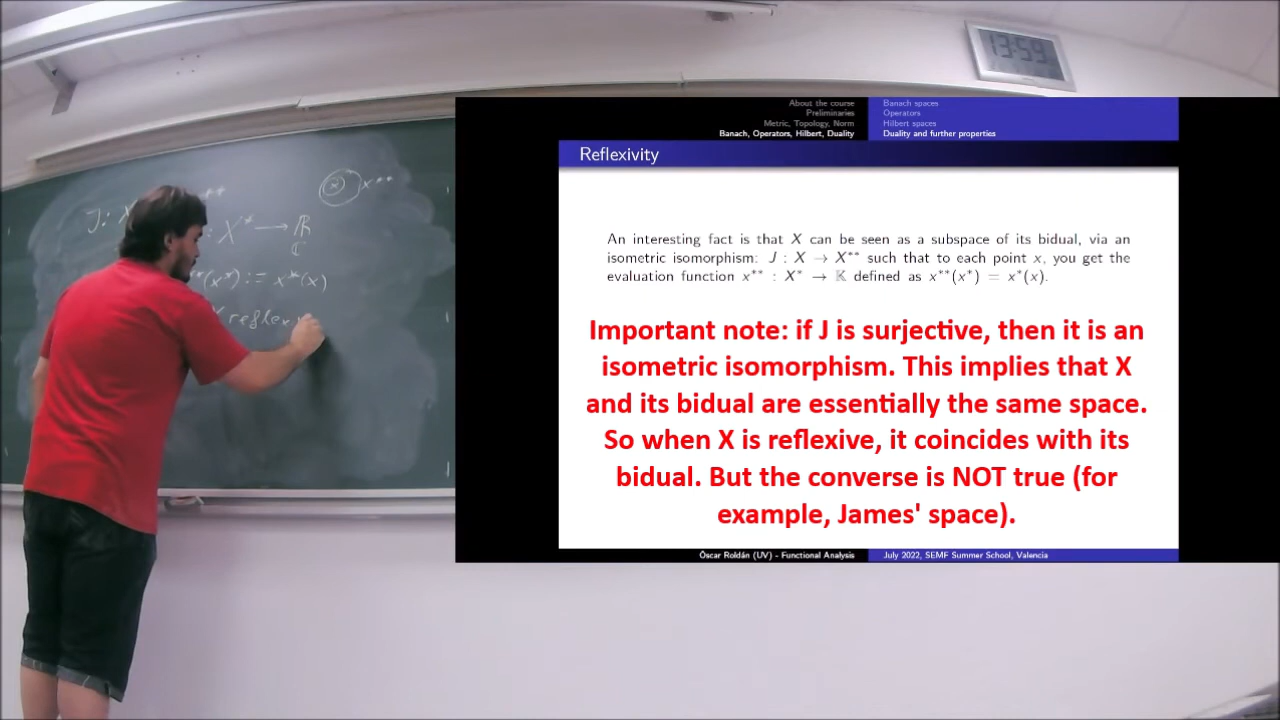 13:59
About the course
Preliminaries
Metric, Topology, Norm
Banach, Operators, Hilbert, Duality
Banach spaces
Operators
Hilbert spaces
Duality and further properties
Reflexivity
An interesting fact is that X can be seen as a subspace of its bidual, via an
isometric isomorphism: J : X → X** such that to each point x, you get the
evaluation function x** : X* → 𝕂 defined as x**(x*) = x*(x).
Important note: if J is surjective, then it is an
isometric isomorphism. This implies that X
and its bidual are essentially the same space.
So when X is reflexive, it coincides with its
bidual. But the converse is NOT true (for
example, James' space).
Óscar Roldán (UV) - Functional Analysis
July 2022, SEMF Summer School, Valencia
J: X
x X**
: X* → ℝ
ℂ
(x*) := x*(x)
reflex